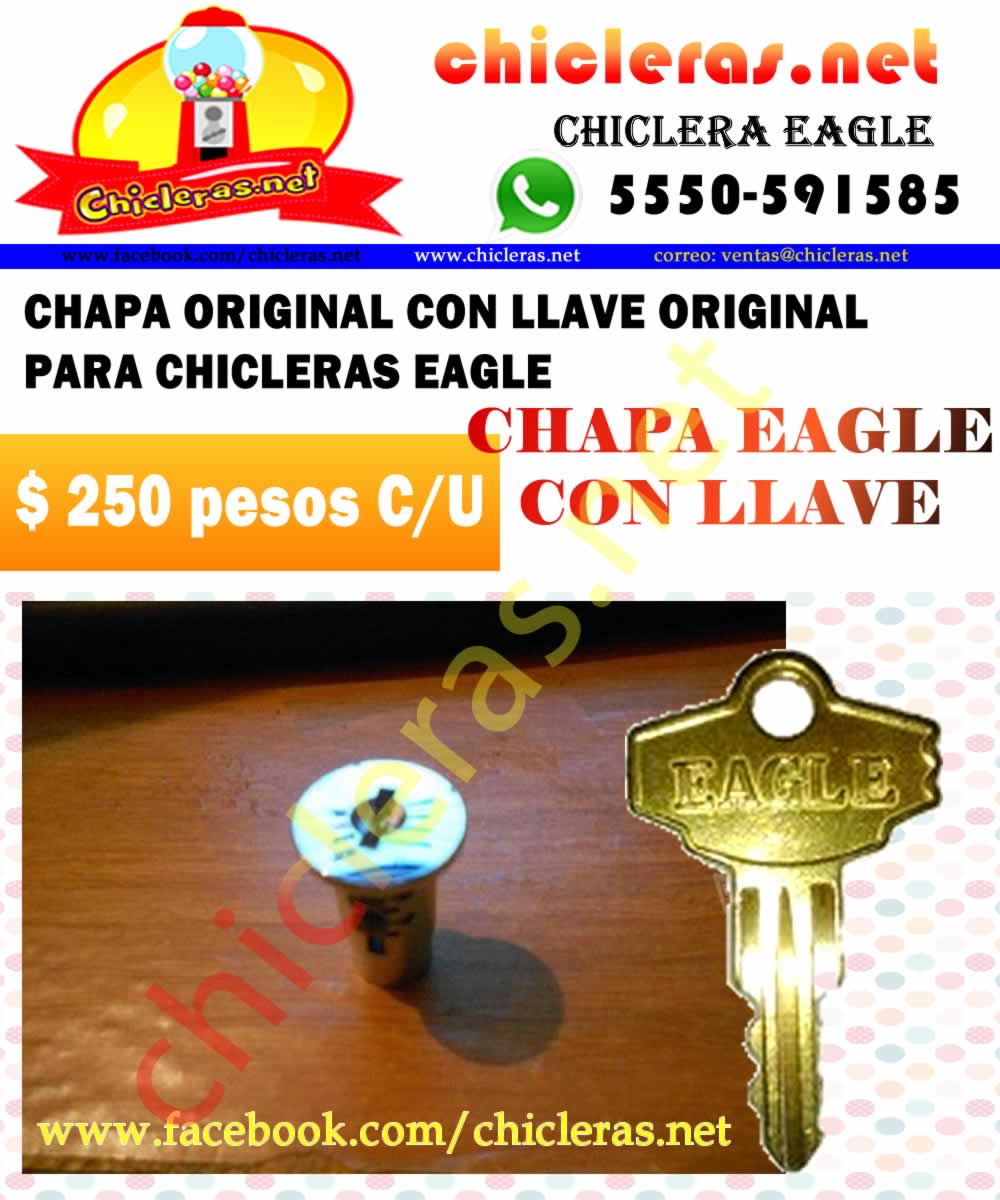 chicleras.net
CHICLERA EAGLE
Chicleras.net
5550-591585
www.facebook.com/chicleras.net www.chicleras.net correo: ventas@chicleras.net
CHAPA ORIGINAL CON LLAVE ORIGINAL
PARA CHICLERAS EAGLE
CHAPA EAGLE
CON LLAVE
$ 250 pesos C/U
chicleras.net
EAGLE
www.facebook.com/chicleras.net